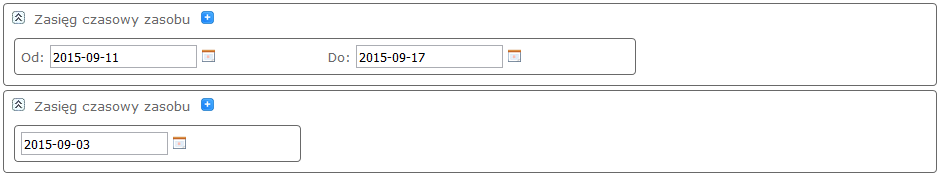 Zasięg czasowy zasobu
Od: 2015-09-11 Do: 2015-09-17
Zasięg czasowy zasobu
2015-09-03